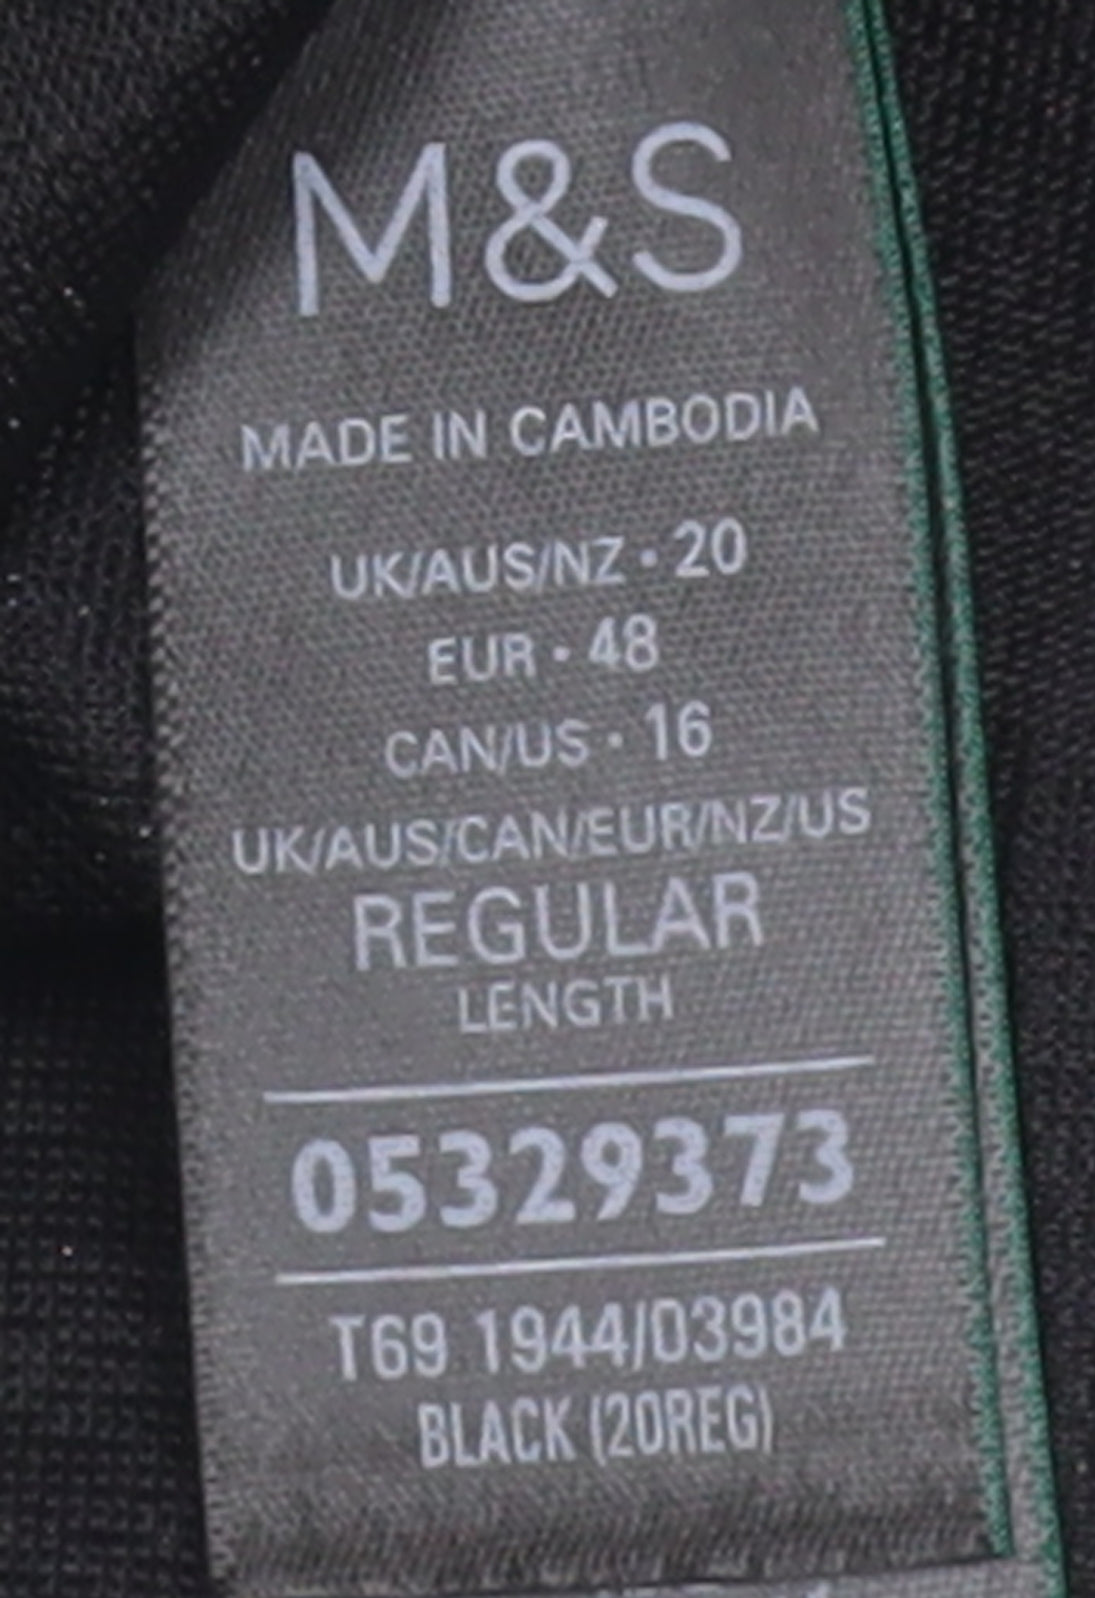 M&S
MADE IN CAMBODIA
UK/AUS/NZ · 20
EUR · 48
CAN/US · 16
UK/AUS/CAN/EUR/NZ/US
REGULAR
LENGTH
05329373
T69 1944/03984
BLACK (20REG)